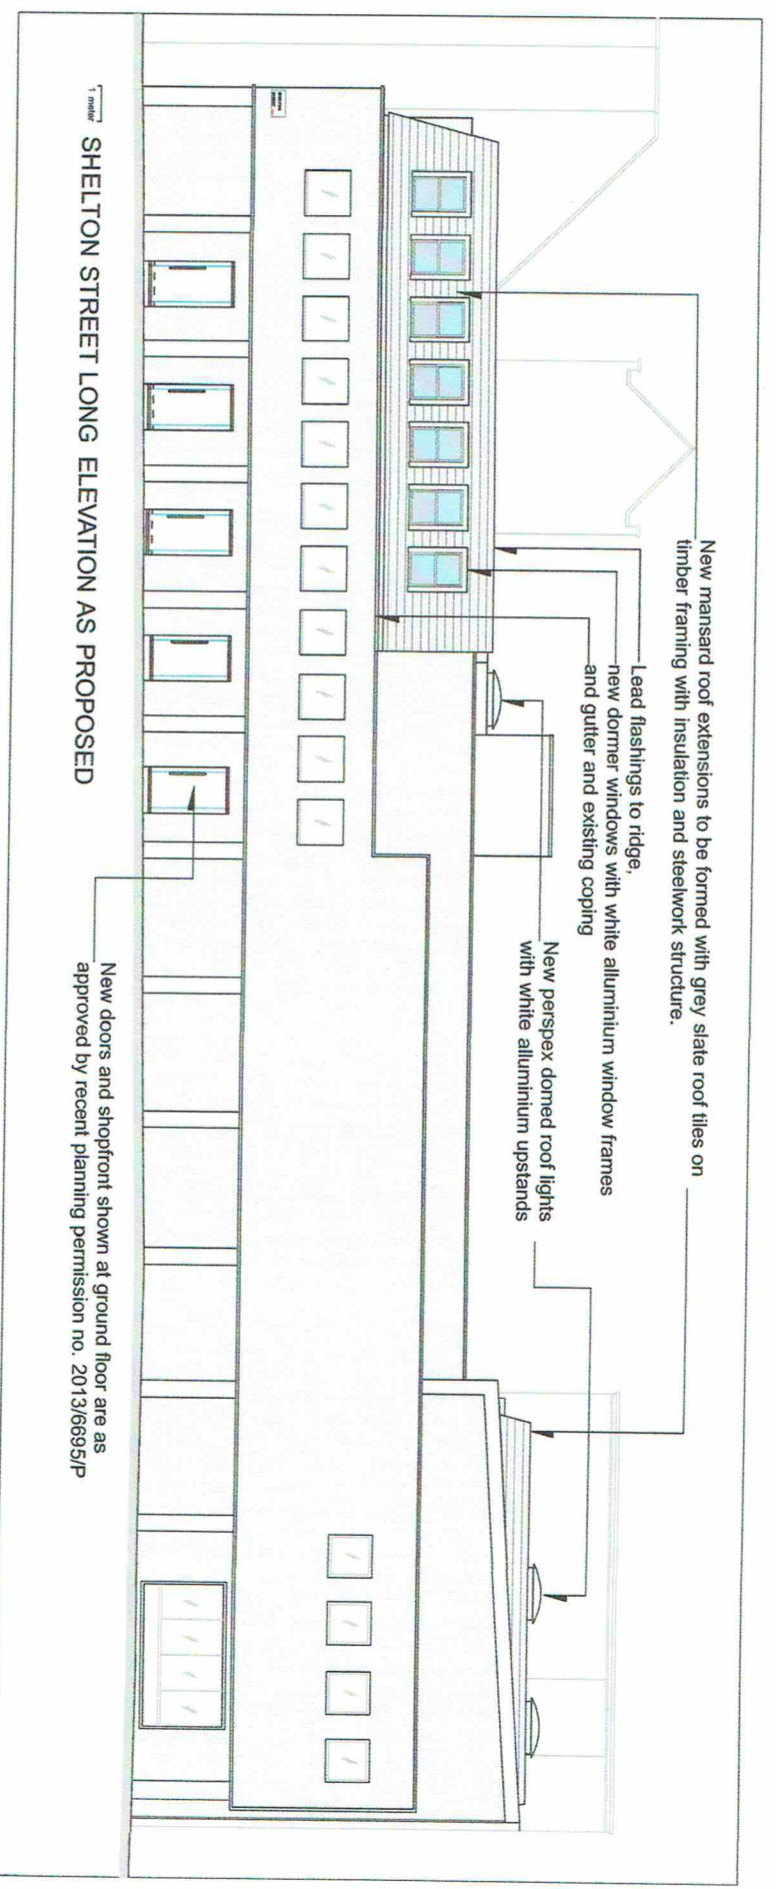 New mansard roof extensions to be formed with grey slate roof tiles on
timber framing with insulation and steelwork structure.
Lead flashings to ridge,
new dormer windows with white alluminium window frames
and gutter and existing coping
New perspex domed roof lights
with white alluminium upstands
New doors and shopfront shown at ground floor are as
approved by recent planning permission no. 2013/6695/P
1 meter
SHELTON STREET LONG ELEVATION AS PROPOSED